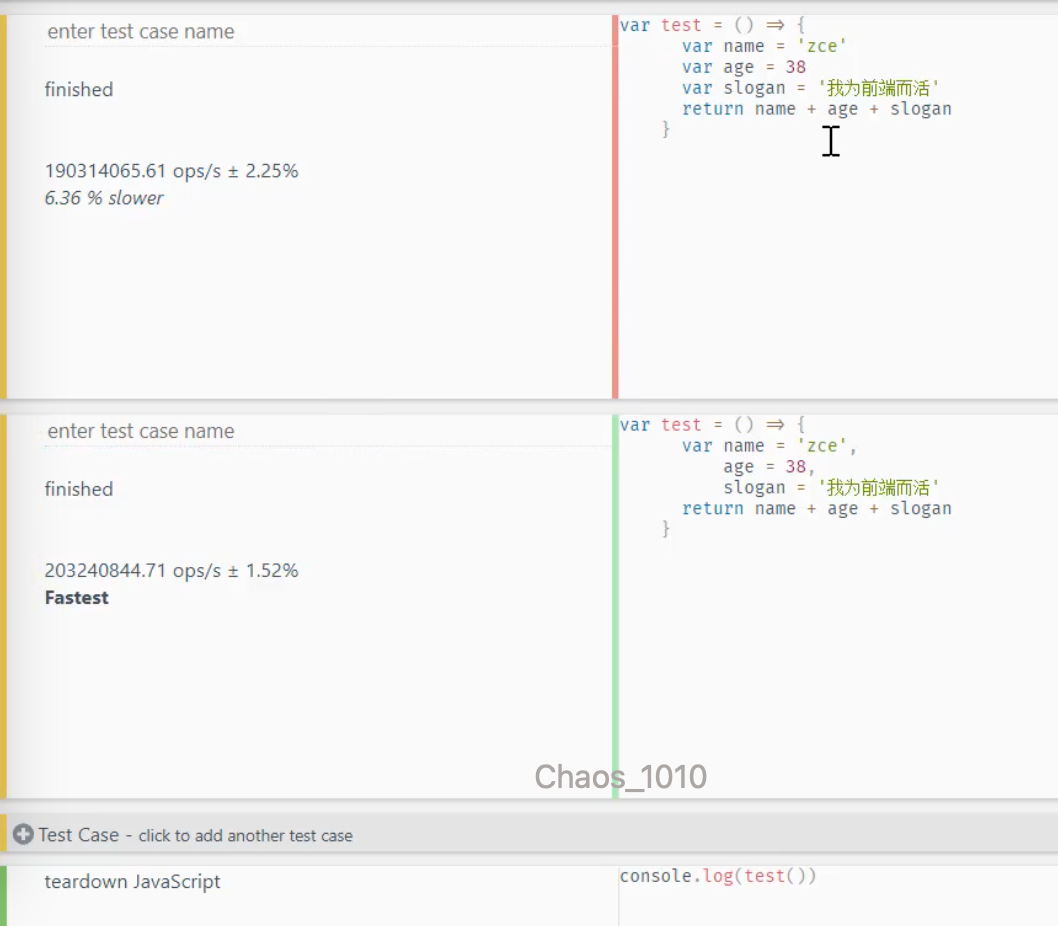 enter test case name
finished
190314065.61 ops/s ± 2.25%
6.36 % slower
var test = () => {
var name = 'zce'
var age = 38
var slogan = '我为前端而活'
return name + age + slogan
}
enter test case name
finished
203240844.71 ops/s ± 1.52%
Fastest
var test = () => {
var name = 'zce',
age = 38,
slogan = '我为前端而活'
return name + age + slogan
}
Chaos_1010
Test Case - click to add another test case
teardown JavaScript
console.log(test())